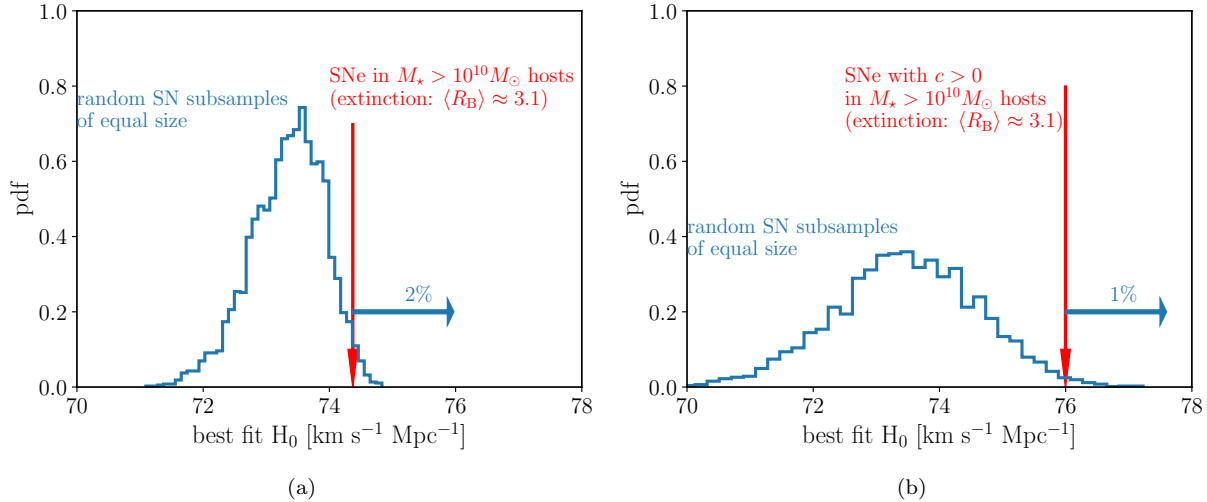 1.0
0.8
0.6
0.4
0.2
0.0
pdf
random SN subsamples
of equal size
SNe in M⋆ > 10¹⁰M⊙ hosts
(extinction: ⟨R_B⟩ ≈ 3.1)
2%
70 72 74 76 78
best fit H₀ [km s⁻¹ Mpc⁻¹]
(a)
1.0
0.8
0.6
0.4
0.2
0.0
pdf
SNe with c > 0
in M⋆ > 10¹⁰M⊙ hosts
(extinction: ⟨R_B⟩ ≈ 3.1)
random SN subsamples
of equal size
1%
70 72 74 76 78
best fit H₀ [km s⁻¹ Mpc⁻¹]
(b)